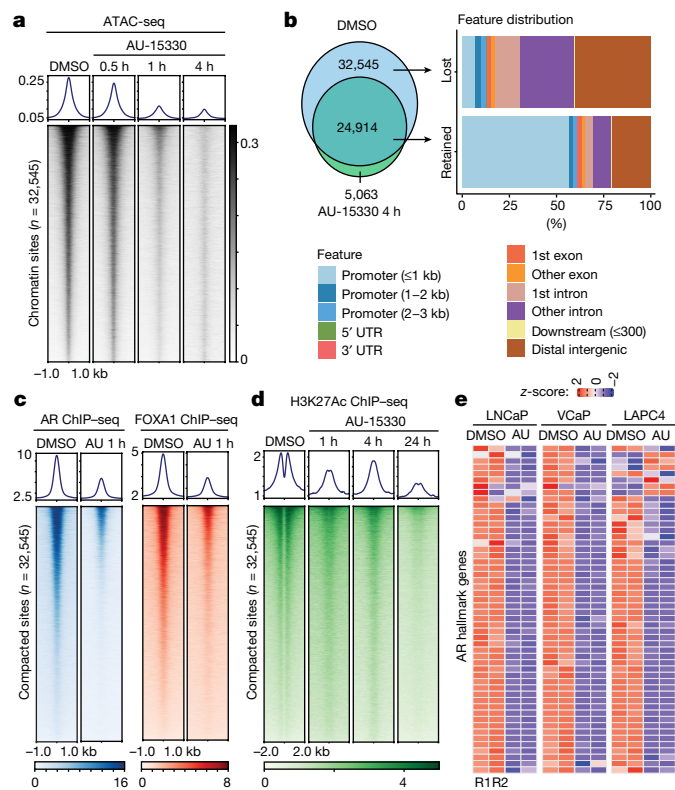 a
ATAC-seq
AU-15330
DMSO 0.5 h 1 h 4 h
0.25
0.05
Chromatin sites (n = 32,545)
0.3
0
−1.0 1.0 kb
b
DMSO
32,545
24,914
5,063
AU-15330 4 h
Feature distribution
Lost
Retained
0 25 50 75 100
(%)
Feature
Promoter (≤1 kb)
Promoter (1–2 kb)
Promoter (2–3 kb)
5′ UTR
3′ UTR
1st exon
Other exon
1st intron
Other intron
Downstream (≤300)
Distal intergenic
c
AR ChIP–seq FOXA1 ChIP–seq
DMSO AU 1 h DMSO AU 1 h
10
2.5
5
2
Compacted sites (n = 32,545)
−1.0 1.0 kb −1.0 1.0 kb
0 16 0 8
d
H3K27Ac ChIP–seq
AU-15330
DMSO 1 h 4 h 24 h
2
1
Compacted sites (n = 32,545)
−2.0 2.0 kb
0 4
e
z-score: 2 0 −2
LNCaP VCaP LAPC4
DMSO AU DMSO AU DMSO AU
AR hallmark genes
R1R2